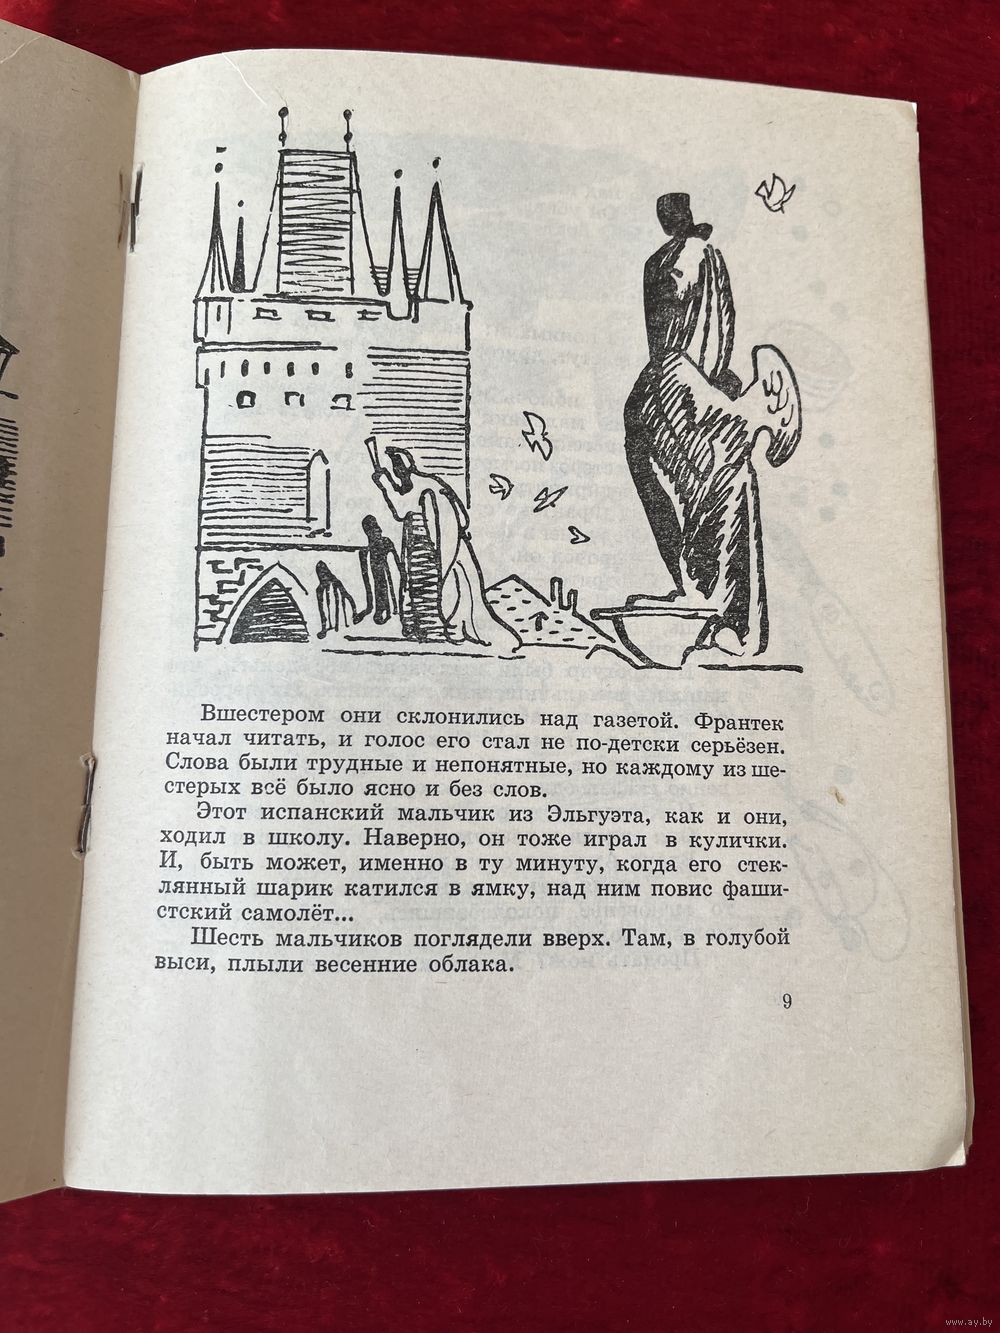 Вшестером они склонились над газетой. Франтек
начал читать, и голос его стал не по-детски серьёзен.
Слова были трудные и непонятные, но каждому из ше-
стерых всё было ясно и без слов.
Этот испанский мальчик из Эльгуэта, как и они,
ходил в школу. Наверно, он тоже играл в кулички.
И, быть может, именно в ту минуту, когда его стек-
лянный шарик катился в ямку, над ним повис фаши-
стский самолёт...
Шесть мальчиков поглядели вверх. Там, в голубой
выси, плыли весенние облака.
9
www.ay.by